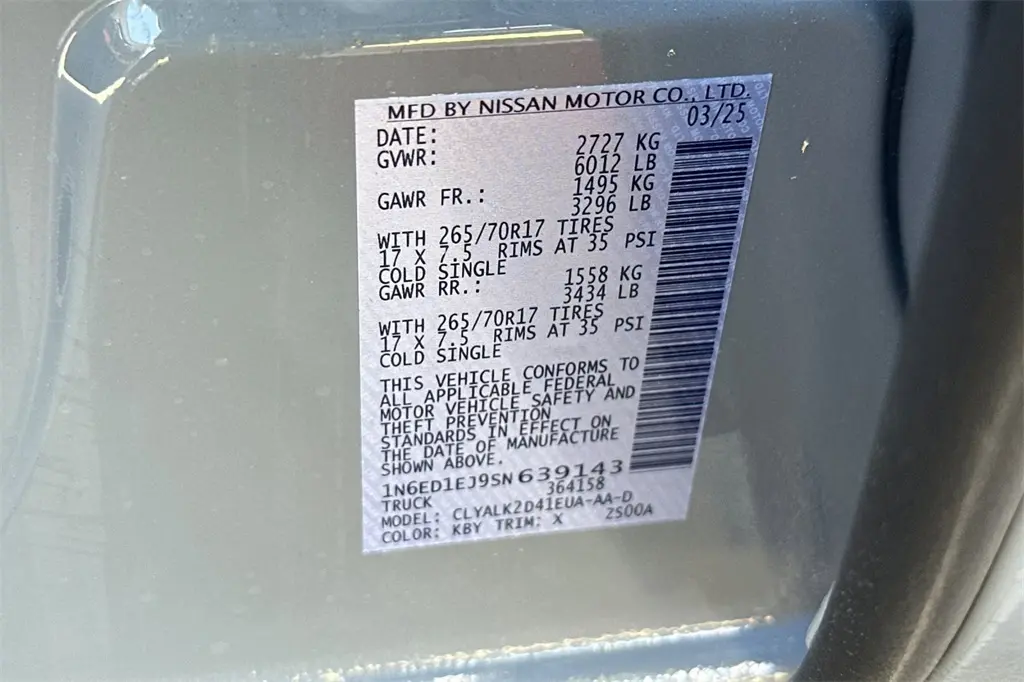 MFD BY NISSAN MOTOR CO., LTD.
DATE: 03/25
GVWR: 2727 KG
6012 LB
GAWR FR.: 1495 KG
3296 LB
WITH 265/70R17 TIRES
17 X 7.5 RIMS AT 35 PSI
COLD SINGLE
GAWR RR.: 1558 KG
3434 LB
WITH 265/70R17 TIRES
17 X 7.5 RIMS AT 35 PSI
COLD SINGLE
THIS VEHICLE CONFORMS TO
ALL APPLICABLE FEDERAL
MOTOR VEHICLE SAFETY AND
THEFT PREVENTION
STANDARDS IN EFFECT ON
THE DATE OF MANUFACTURE
SHOWN ABOVE.
1N6ED1EJ9SN639143
TRUCK 364158
MODEL: CLYALK2D41EUA-AA-D
COLOR: KBY TRIM: X 2500A